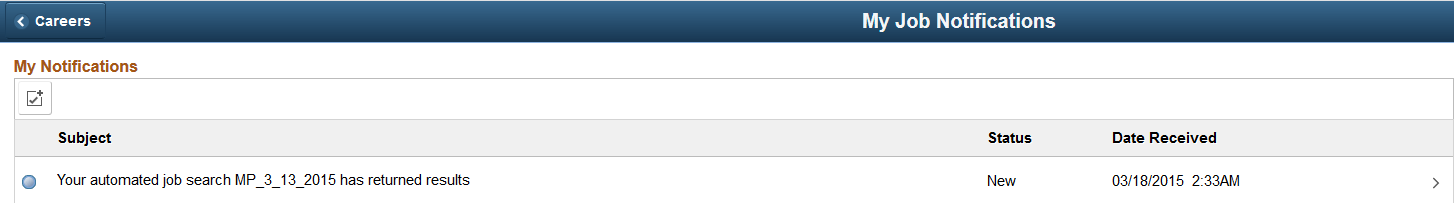 Careers
My Job Notifications
My Notifications
Subject Status Date Received
Your automated job search MP_3_13_2015 has returned results New 03/18/2015 2:33AM